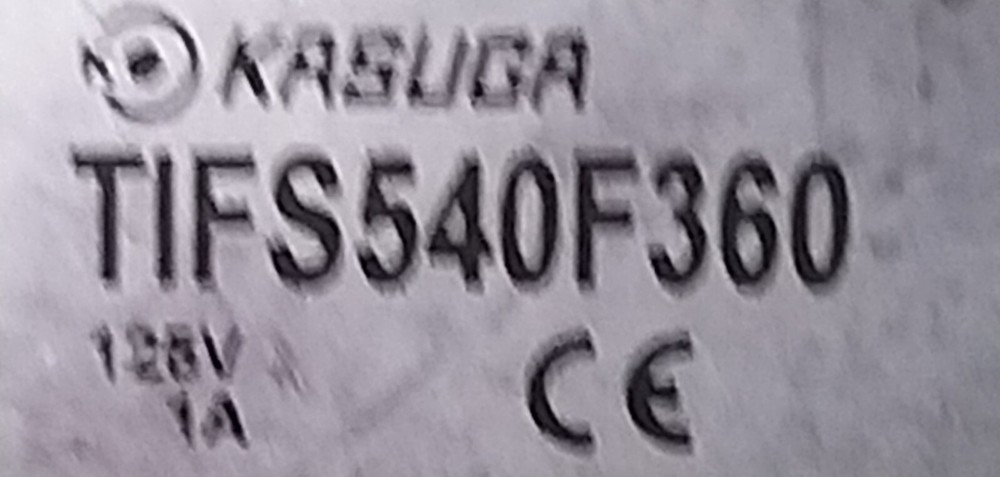 KASUGA
TIFS540F360
125V
1A
CE